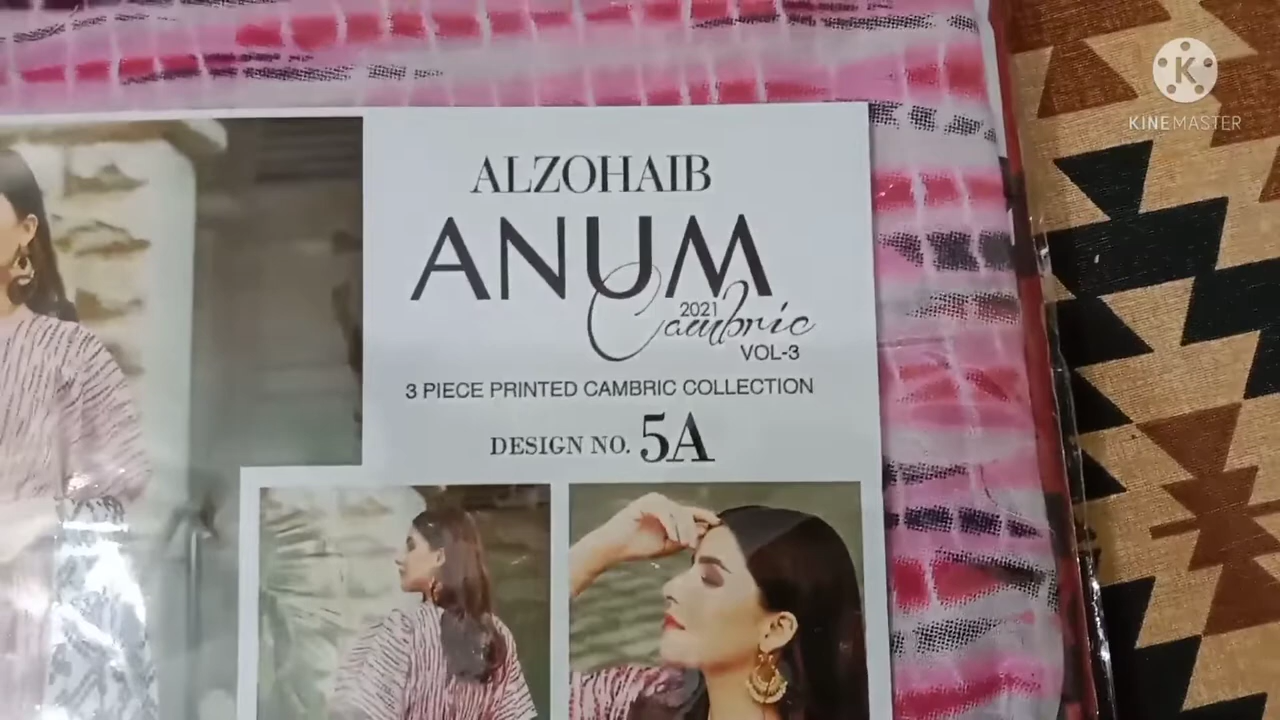 K
KINEMASTER
ALZOHAIB
ANUM
2021
Cambric
VOL-3
3 PIECE PRINTED CAMBRIC COLLECTION
DESIGN NO. 5A